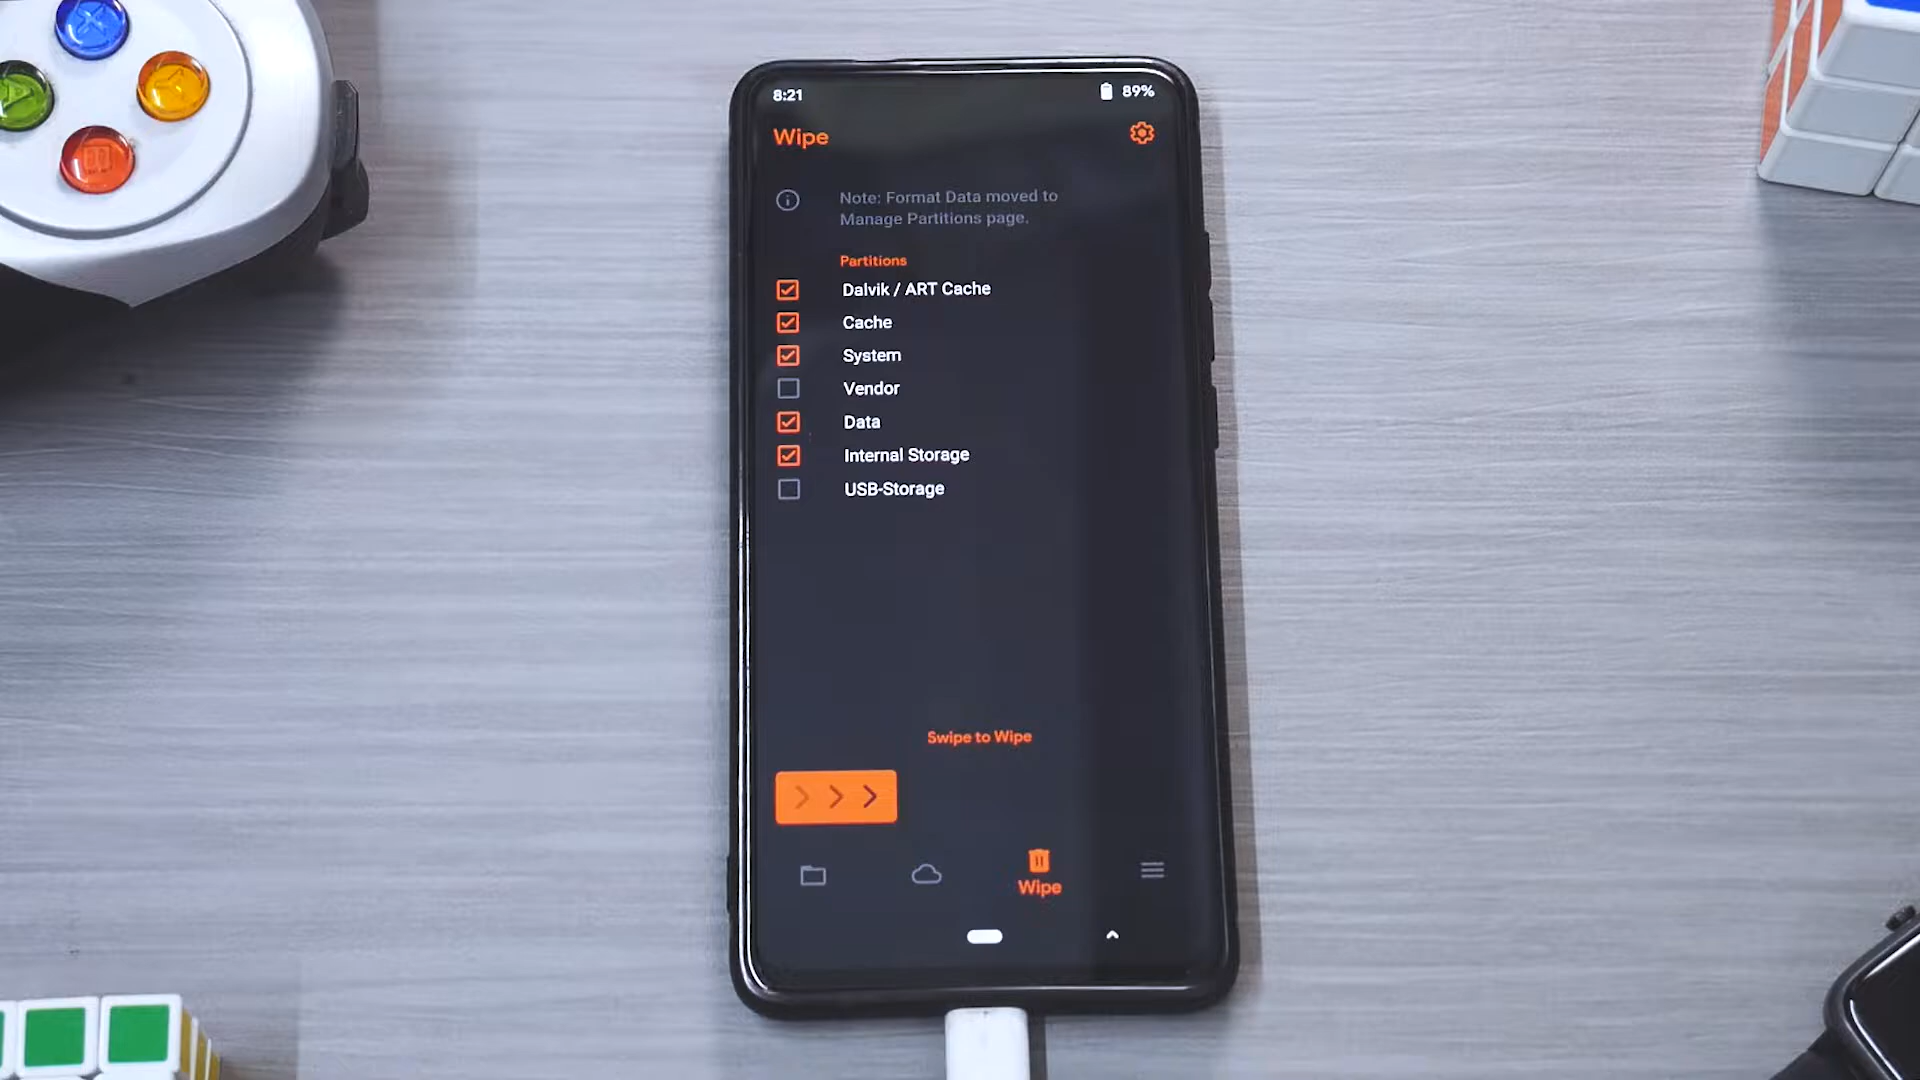 8:21
89%
Wipe
Note: Format Data moved to
Manage Partitions page.
Partitions
Dalvik / ART Cache
Cache
System
Vendor
Data
Internal Storage
USB-Storage
Swipe to Wipe
Wipe